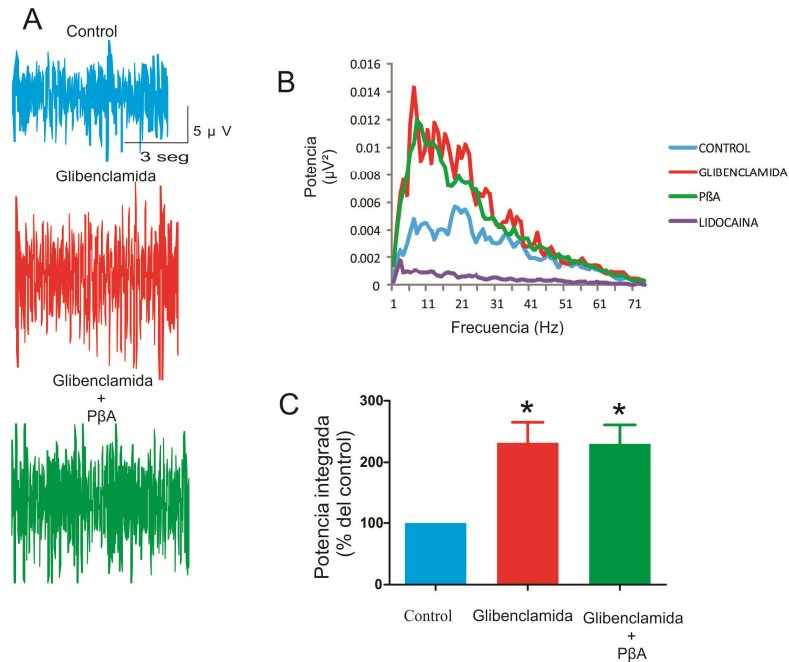 A
Control
5 µ V
3 seg
Glibenclamida
Glibenclamida
+
PβA
B
Potencia
(µV²)
0.016
0.014
0.012
0.01
0.008
0.006
0.004
0.002
0
1 11 21 31 41 51 61 71
Frecuencia (Hz)
CONTROL
GLIBENCLAMIDA
PßA
LIDOCAINA
C
Potencia integrada
(% del control)
300
200
100
0
*
*
Control
Glibenclamida
Glibenclamida
+
PβA